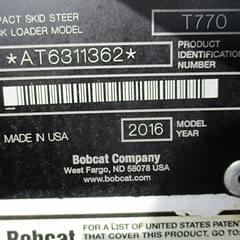 PACT SKID STEER
K LOADER MODEL
T770
*AT6311362*
PRODUCT
IDENTIFICATION
NUMBER
MADE IN USA
2016
MODEL
YEAR
Bobcat Company
West Fargo, ND 58078 USA
www.bobcat.com
Bobcat
FOR A LIST OF UNITED STATES PATEN
THAT COVER THIS PRODUCT, GO TO